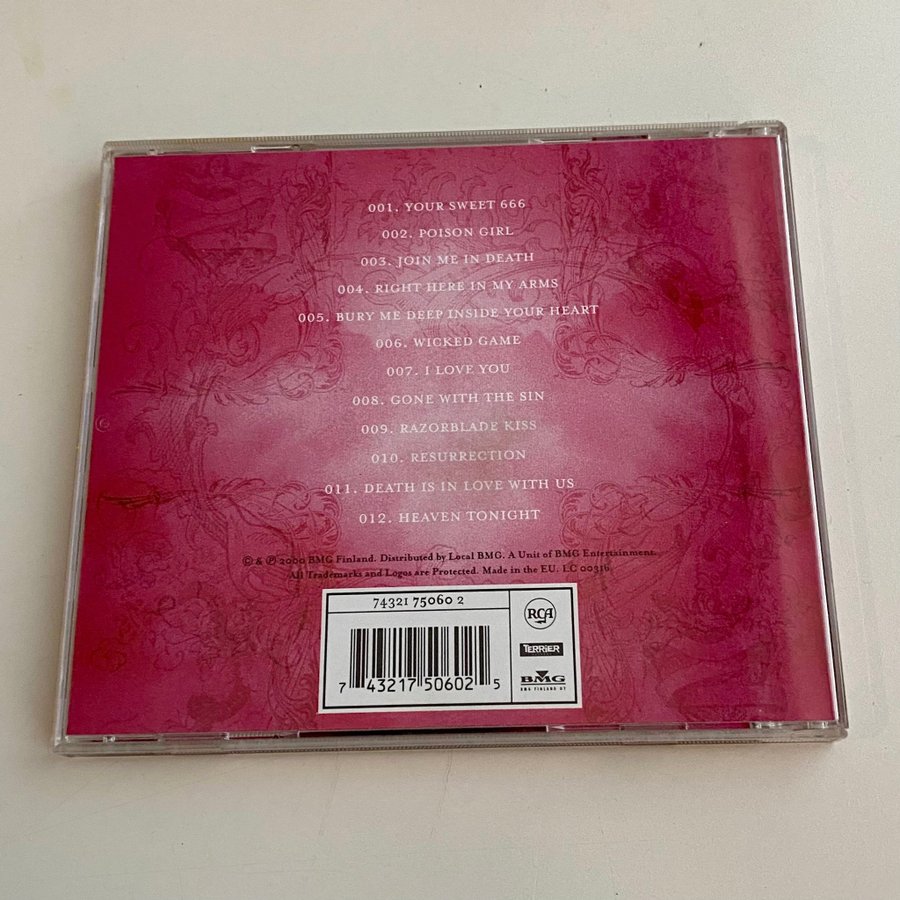 001. YOUR SWEET 666
002. POISON GIRL
003. JOIN ME IN DEATH
004. RIGHT HERE IN MY ARMS
005. BURY ME DEEP INSIDE YOUR HEART
006. WICKED GAME
007. I LOVE YOU
008. GONE WITH THE SIN
009. RAZORBLADE KISS
010. RESURRECTION
011. DEATH IS IN LOVE WITH US
012. HEAVEN TONIGHT
© & ℗ 2000 BMG Finland. Distributed by Local BMG. A Unit of BMG Entertainment.
All Trademarks and Logos are Protected. Made in the EU. LC 00316.
74321 75060 2
7 43217 50602 5
RCA
TERRIER
BMG
BMG FINLAND OY